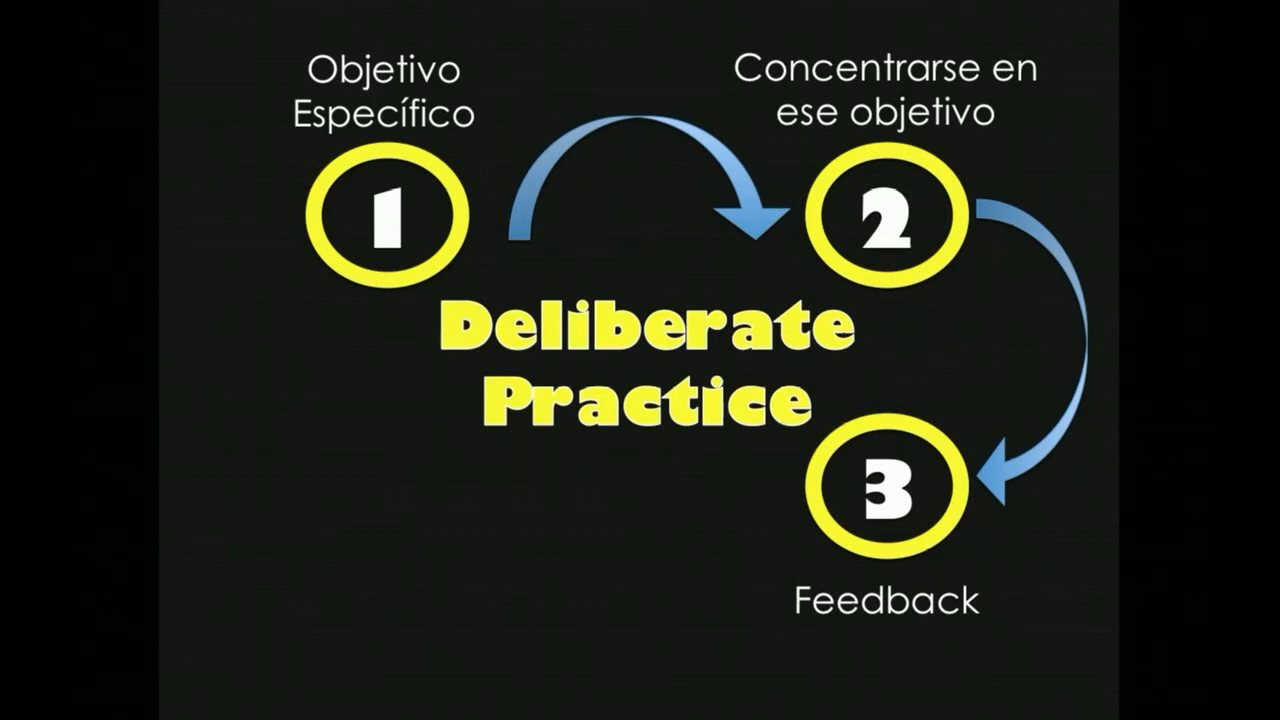 Objetivo
Específico
1
Concentrarse en
ese objetivo
2
Deliberate
Practice
3
Feedback